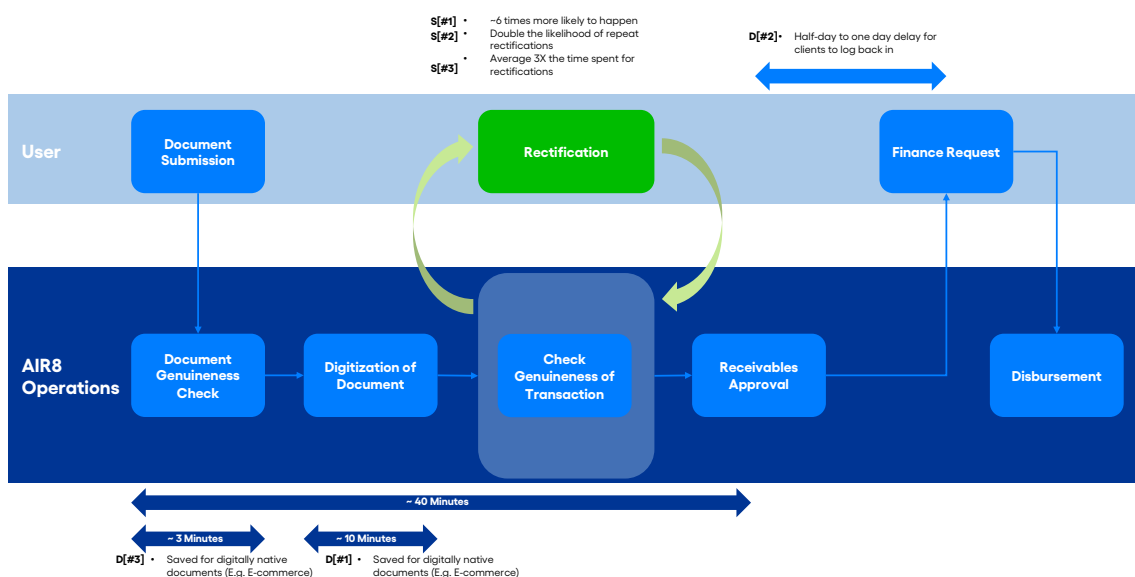 S[#1] • ~6 times more likely to happen
S[#2] • Double the likelihood of repeat
rectifications
S[#3] • Average 3X the time spent for
rectifications
D[#2] • Half-day to one day delay for
clients to log back in
User
Document
Submission
Rectification
Finance Request
AIR8
Operations
Document
Genuineness
Check
Digitization of
Document
Check
Genuineness of
Transaction
Receivables
Approval
Disbursement
~ 40 Minutes
~ 3 Minutes
~ 10 Minutes
D[#3] • Saved for digitally native
documents (E.g. E-commerce)
D[#1] • Saved for digitally native
documents (E.g. E-commerce)